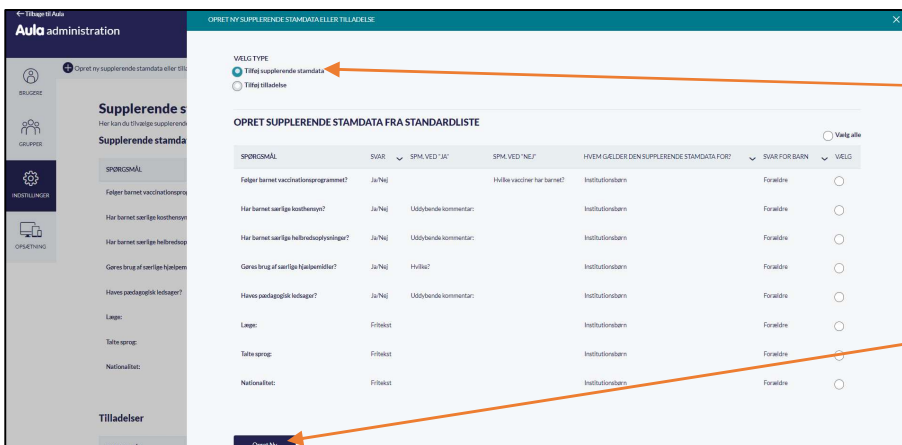 ← Tilbage til Aula
Aula administration
OPRET NY SUPPLERENDE STAMDATA ELLER TILLADELSE
Opret ny supplerende stamdata eller till
BRUGERE
GRUPPER
INDSTILLINGER
OPSÆTNING
Supplerende s
Her kan du tilvælge supplerend
Supplerende stamda
SPØRGSMÅL
Følger barnet vaccinationsprog
Har barnet særlige kosthensyn
Har barnet særlige helbredsop
Gøres brug af særlige hjælpem
Haves pædagogisk ledsager?
Læge:
Talte sprog:
Nationalitet:
Tilladelser
VÆLG TYPE
Tilføj supplerende stamdata
Tilføj tilladelse
OPRET SUPPLERENDE STAMDATA FRA STANDARDLISTE
Vælg alle
SPØRGSMÅL SVAR SPM. VED "JA" SPM. VED "NEJ" HVEM GÆLDER DEN SUPPLERENDE STAMDATA FOR? SVAR FOR BARN VÆLG
Følger barnet vaccinationsprogrammet? Ja/Nej Hvilke vacciner har barnet? Institutionsbørn Forældre
Har barnet særlige kosthensyn? Ja/Nej Uddybende kommentar: Institutionsbørn Forældre
Har barnet særlige helbredsoplysninger? Ja/Nej Uddybende kommentar: Institutionsbørn Forældre
Gøres brug af særlige hjælpemidler? Ja/Nej Hvilke? Institutionsbørn Forældre
Haves pædagogisk ledsager? Ja/Nej Uddybende kommentar: Institutionsbørn Forældre
Læge: Fritekst Institutionsbørn Forældre
Talte sprog: Fritekst Institutionsbørn Forældre
Nationalitet: Fritekst Institutionsbørn Forældre
Opret Ny